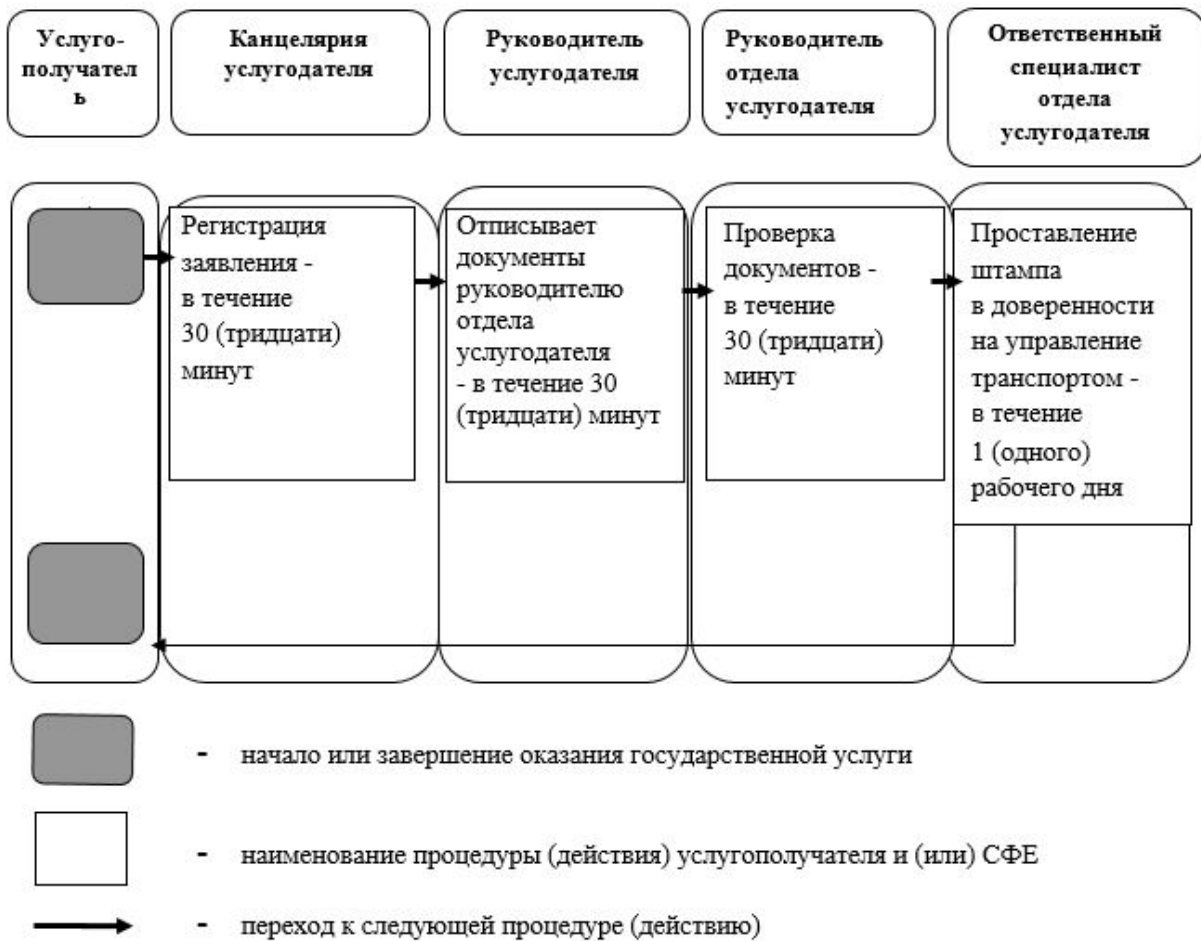 Услуго-
получател
ь
Канцелярия
услугодателя
Руководитель
услугодателя
Руководитель
отдела
услугодателя
Ответственный
специалист
отдела
услугодателя
Регистрация
заявления -
в течение
30 (тридцати)
минут
Отписывает
документы
руководителю
отдела
услугодателя
- в течение 30
(тридцати) минут
Проверка
документов -
в течение
30 (тридцати)
минут
Проставление
штампа
в доверенности
на управление
транспортом -
в течение
1 (одного)
рабочего дня
- начало или завершение оказания государственной услуги
- наименование процедуры (действия) услугополучателя и (или) СФЕ
- переход к следующей процедуре (действию)